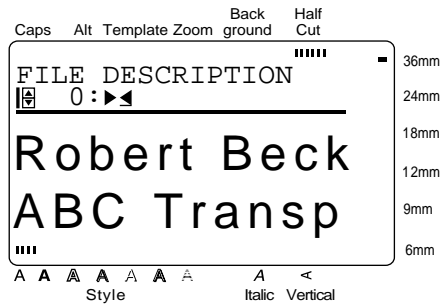 Caps Alt Template Zoom Back ground Half Cut
FILE DESCRIPTION
0:
Robert Beck
ABC Transp
36mm
24mm
18mm
12mm
9mm
6mm
A A A A A A A A A
Style Italic Vertical